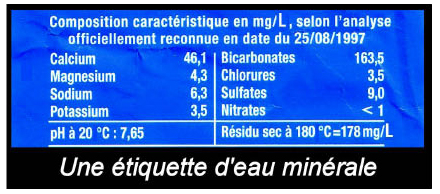 Composition caractéristique en mg/L, selon l'analyse
officiellement reconnue en date du 25/08/1997
Calcium 46,1 Bicarbonates 163,5
Magnesium 4,3 Chlorures 3,5
Sodium 6,3 Sulfates 9,0
Potassium 3,5 Nitrates < 1
pH à 20 °C : 7,65 Résidu sec à 180 °C=178 mg/L
Une étiquette d'eau minérale